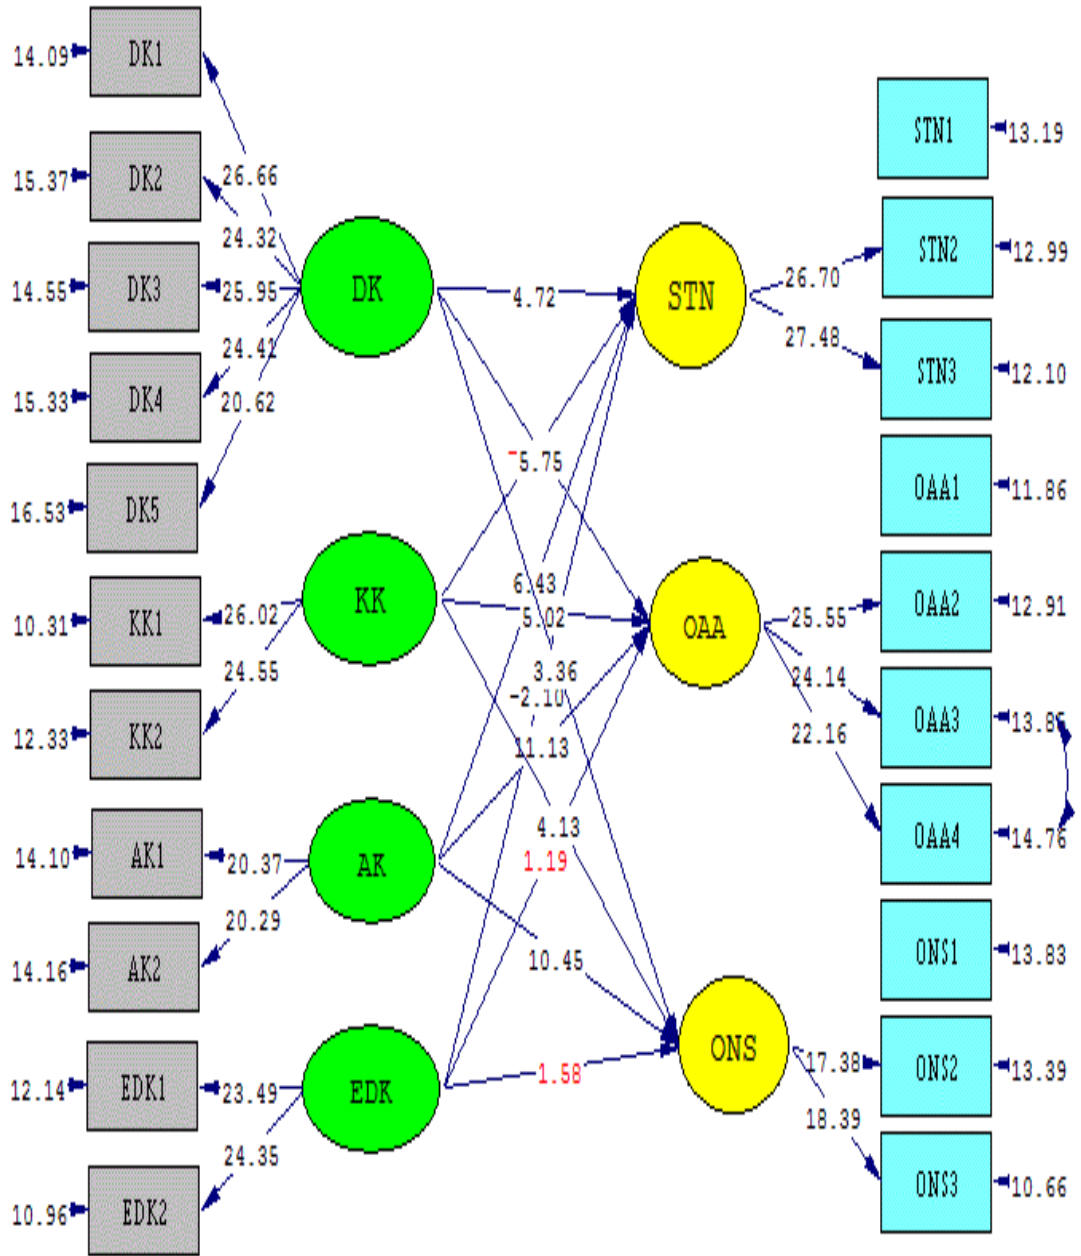 14.09 DK1
15.37 DK2
14.55 DK3
15.33 DK4
16.53 DK5
10.31 KK1
12.33 KK2
14.10 AK1
14.16 AK2
12.14 EDK1
10.96 EDK2
26.66
24.32
25.95
24.41
20.62
26.02
24.55
20.37
20.29
23.49
24.35
DK
KK
AK
EDK
4.72
5.75
6.43
5.02
3.36
-2.10
11.13
4.13
1.19
10.45
1.58
STN
OAA
ONS
26.70
27.48
25.55
24.14
22.16
17.38
18.39
STN1 13.19
STN2 12.99
STN3 12.10
OAA1 11.86
OAA2 12.91
OAA3 13.85
OAA4 14.76
ONS1 13.83
ONS2 13.39
ONS3 10.66